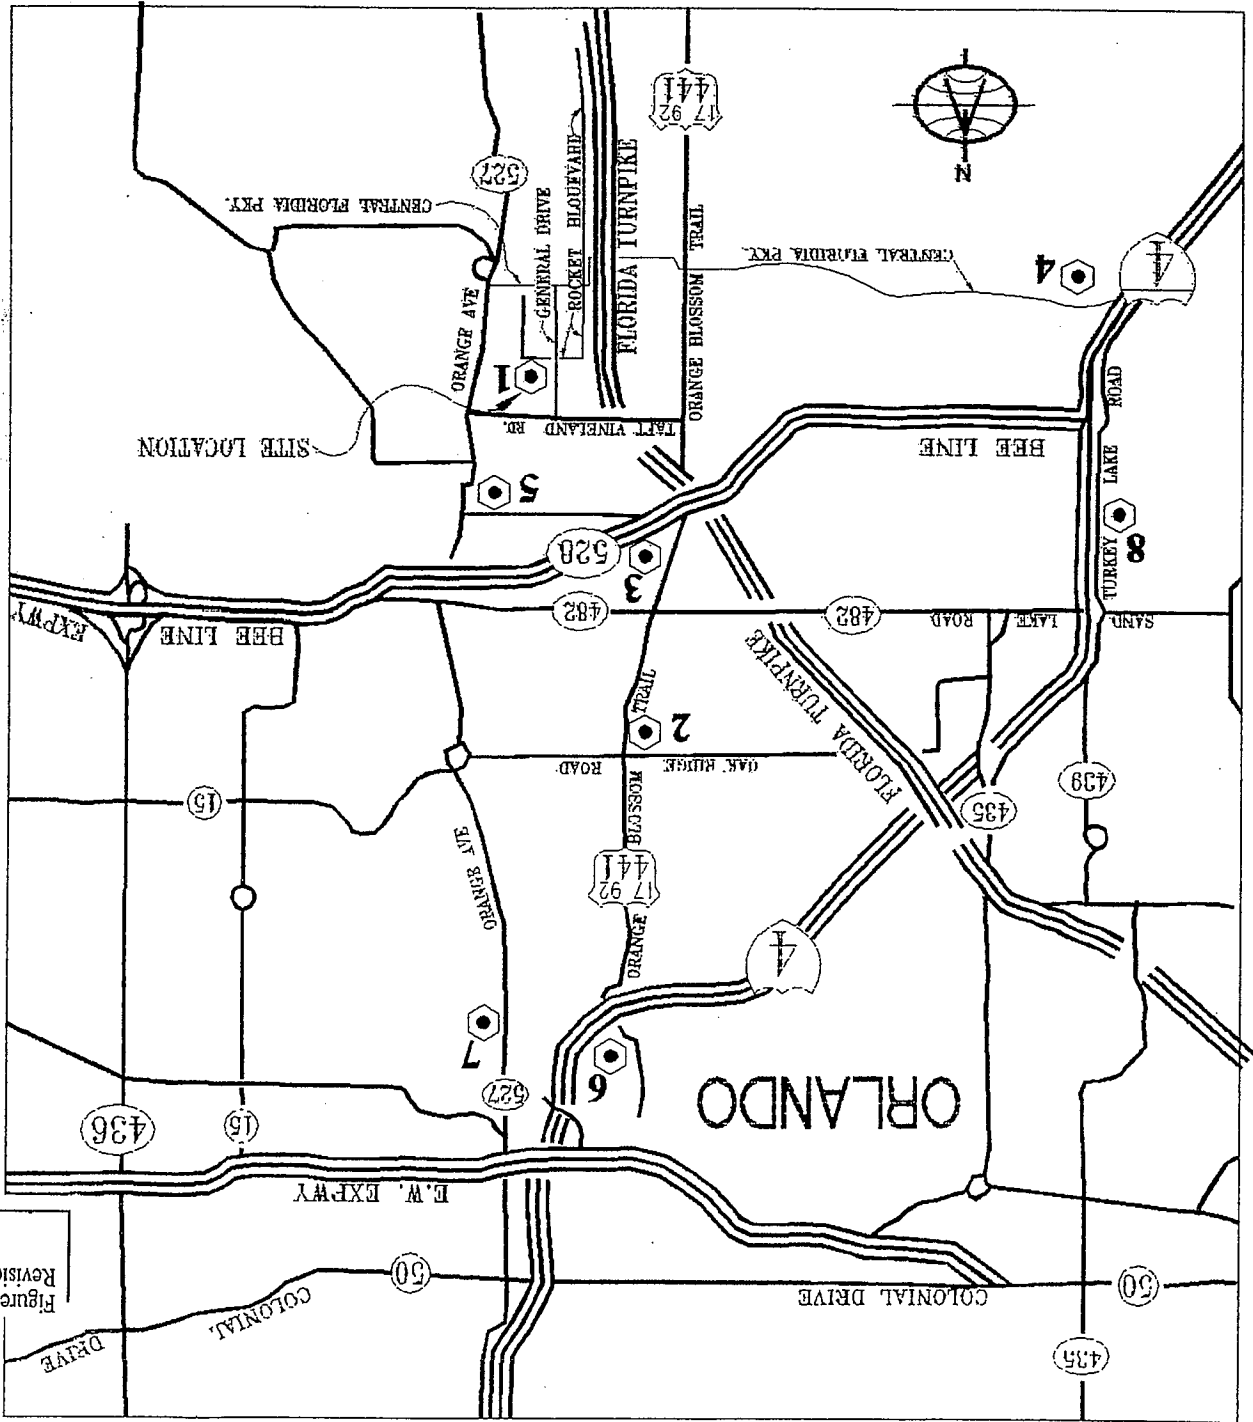 435
DRIVE
COLONIAL
50
COLONIAL DRIVE
50
Figure
Revisio
E.W. EXPWY
436
15
527
ORLANDO
6
7
4
ORANGE
17 92
441
BLOSSOM
TRAIL
ORANGE AVE
15
435
439
OAK RIDGE ROAD
2
FLORIDA TURNPIKE
SAND LAKE ROAD
482
482
BEE LINE
EXPWY
3
528
8
TURKEY LAKE ROAD
5
BEE LINE
SITE LOCATION
TAFT VINELAND RD.
1
ORANGE BLOSSOM TRAIL
FLORIDA TURNPIKE
ROCKET BLOUEVARD
GENERAL DRIVE
ORANGE AVE
4
4
CENTRAL FLORIDIA PKY.
CENTRAL FLORIDIA PKY.
527
N
17 92
441